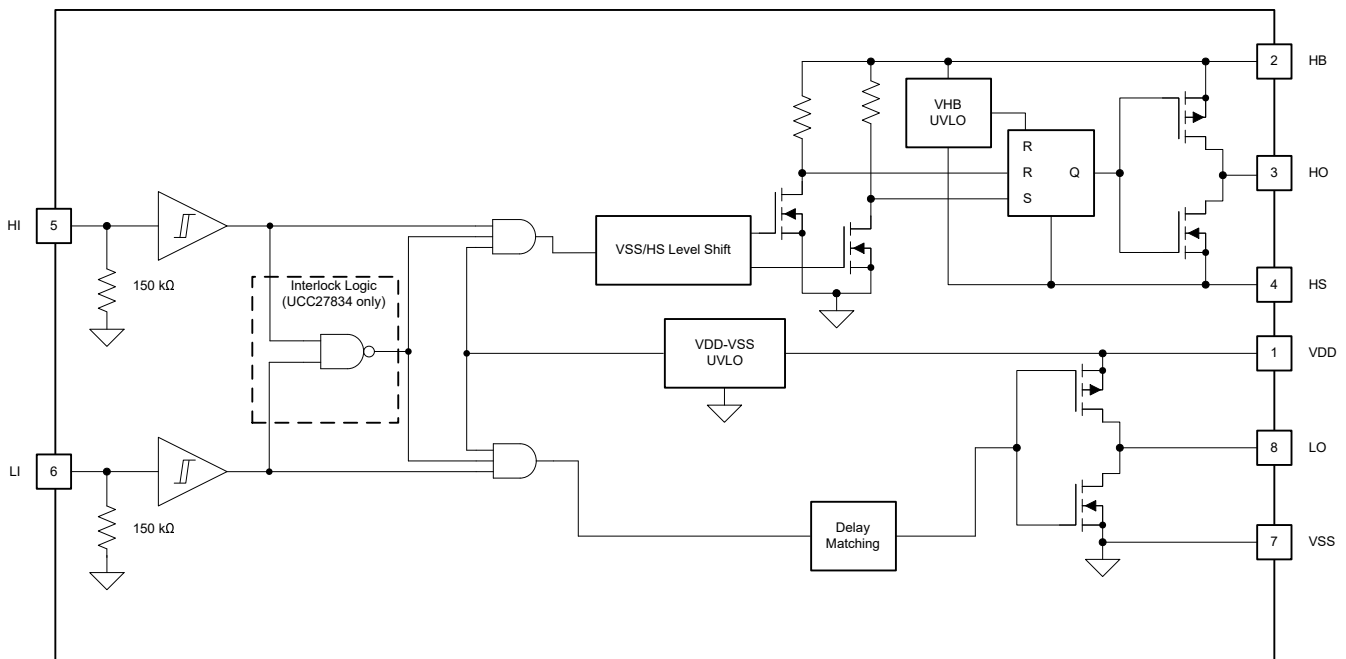 2
HB
VHB
UVLO
R
R
Q
S
3
HO
HI
5
VSS/HS Level Shift
150 kΩ
Interlock Logic
(UCC27834 only)
4
HS
VDD-VSS
UVLO
1
VDD
LI
6
8
LO
150 kΩ
Delay
Matching
7
VSS